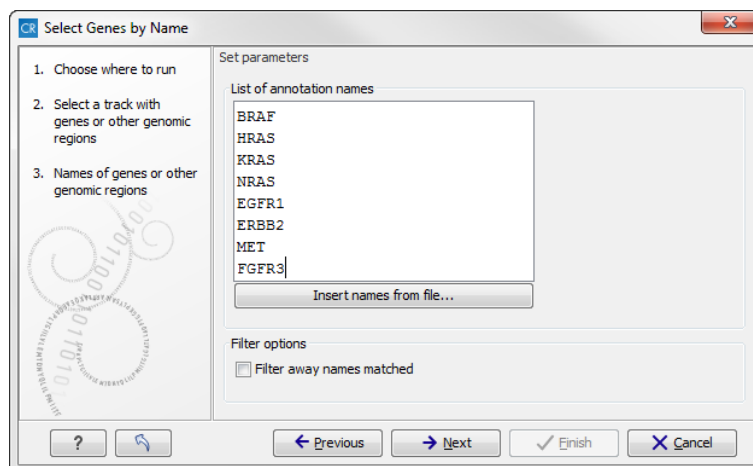 CR Select Genes by Name
1. Choose where to run
2. Select a track with
genes or other genomic
regions
3. Names of genes or other
genomic regions
Set parameters
List of annotation names
BRAF
HRAS
KRAS
NRAS
EGFR1
ERBB2
MET
FGFR3
Insert names from file...
Filter options
Filter away names matched
?
Previous
Next
Finish
Cancel